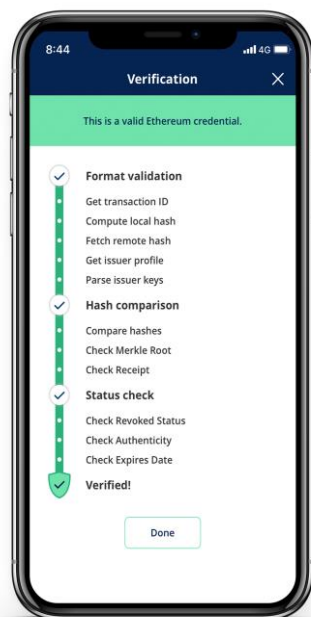 8:44
4G
Verification
This is a valid Ethereum credential.
Format validation
Get transaction ID
Compute local hash
Fetch remote hash
Get issuer profile
Parse issuer keys
Hash comparison
Compare hashes
Check Merkle Root
Check Receipt
Status check
Check Revoked Status
Check Authenticity
Check Expires Date
Verified!
Done